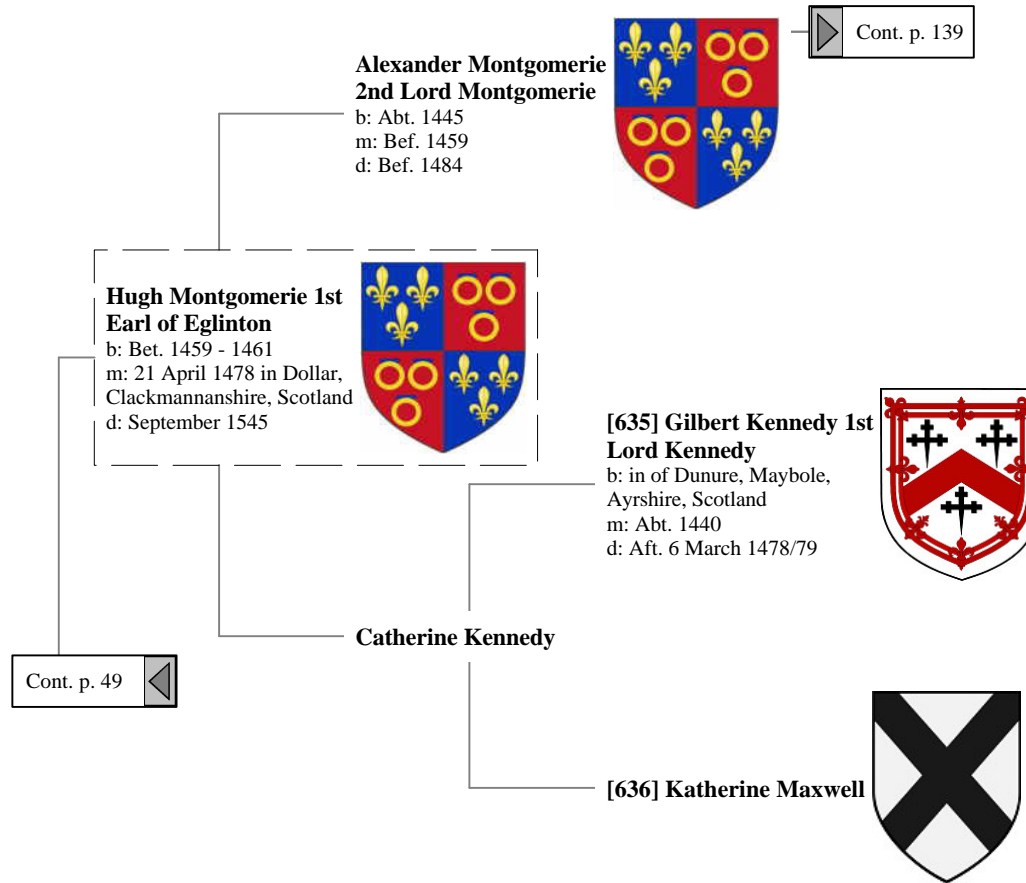 Cont. p. 139
Alexander Montgomerie
2nd Lord Montgomerie
b: Abt. 1445
m: Bef. 1459
d: Bef. 1484
Hugh Montgomerie 1st
Earl of Eglinton
b: Bet. 1459 - 1461
m: 21 April 1478 in Dollar,
Clackmannanshire, Scotland
d: September 1545
[635] Gilbert Kennedy 1st
Lord Kennedy
b: in of Dunure, Maybole,
Ayrshire, Scotland
m: Abt. 1440
d: Aft. 6 March 1478/79
Catherine Kennedy
Cont. p. 49
[636] Katherine Maxwell